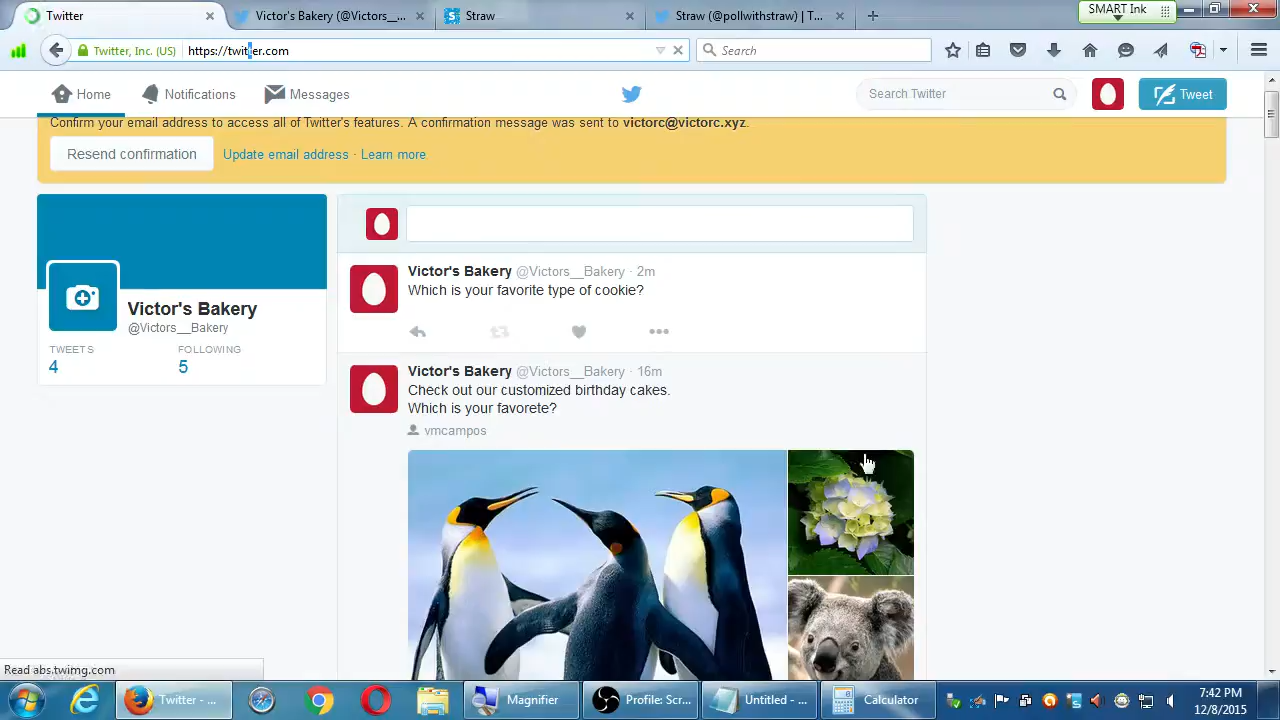 Twitter
Victor's Bakery (@Victors__...
Straw
Straw (@pollwithstraw) | T...
SMART Ink
Twitter, Inc. (US)
https://twitter.com
Search
Home
Notifications
Messages
Search Twitter
Tweet
Confirm your email address to access all of Twitter's features. A confirmation message was sent to victorc@victorc.xyz.
Resend confirmation
Update email address · Learn more
Victor's Bakery
@Victors__Bakery
TWEETS
FOLLOWING
4
5
Victor's Bakery @Victors__Bakery · 2m
Which is your favorite type of cookie?
Victor's Bakery @Victors__Bakery · 16m
Check out our customized birthday cakes.
Which is your favorete?
vmcampos
Read abs.twimg.com
Twitter - ...
Magnifier
Profile: Scr...
Untitled - ...
Calculator
7:42 PM
12/8/2015